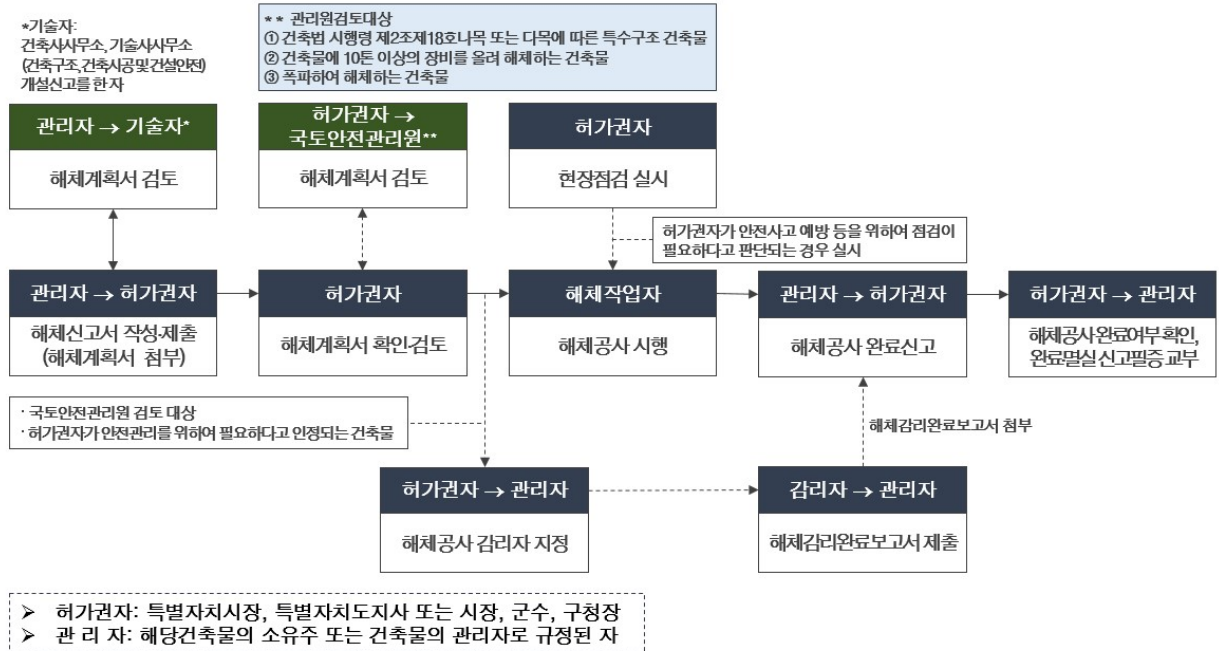 *기술자:
건축사사무소, 기술사사무소
(건축구조,건축시공및건설안전)
개설신고를 한 자
** 관리원검토대상
① 건축법 시행령 제2조제18호나목 또는 다목에 따른 특수구조 건축물
② 건축물에 10톤 이상의 장비를 올려 해체하는 건축물
③ 폭파하여 해체하는 건축물
관리자 → 기술자*
해체계획서 검토
허가권자 →
국토안전관리원**
해체계획서 검토
허가권자
현장점검 실시
허가권자가 안전사고 예방 등을 위하여 점검이
필요하다고 판단되는 경우 실시
관리자 → 허가권자
해체신고서 작성·제출
(해체계획서 첨부)
허가권자
해체계획서 확인·검토
해체작업자
해체공사 시행
관리자 → 허가권자
해체공사 완료신고
허가권자 → 관리자
해체공사 완료여부 확인,
완료멸실 신고필증 교부
· 국토안전관리원 검토 대상
· 허가권자가 안전관리를 위하여 필요하다고 인정되는 건축물
해체감리완료보고서 첨부
허가권자 → 관리자
해체공사 감리자 지정
감리자 → 관리자
해체감리완료보고서 제출
➢ 허가권자: 특별자치시장, 특별자치도지사 또는 시장, 군수, 구청장
➢ 관 리 자: 해당건축물의 소유주 또는 건축물의 관리자로 규정된 자